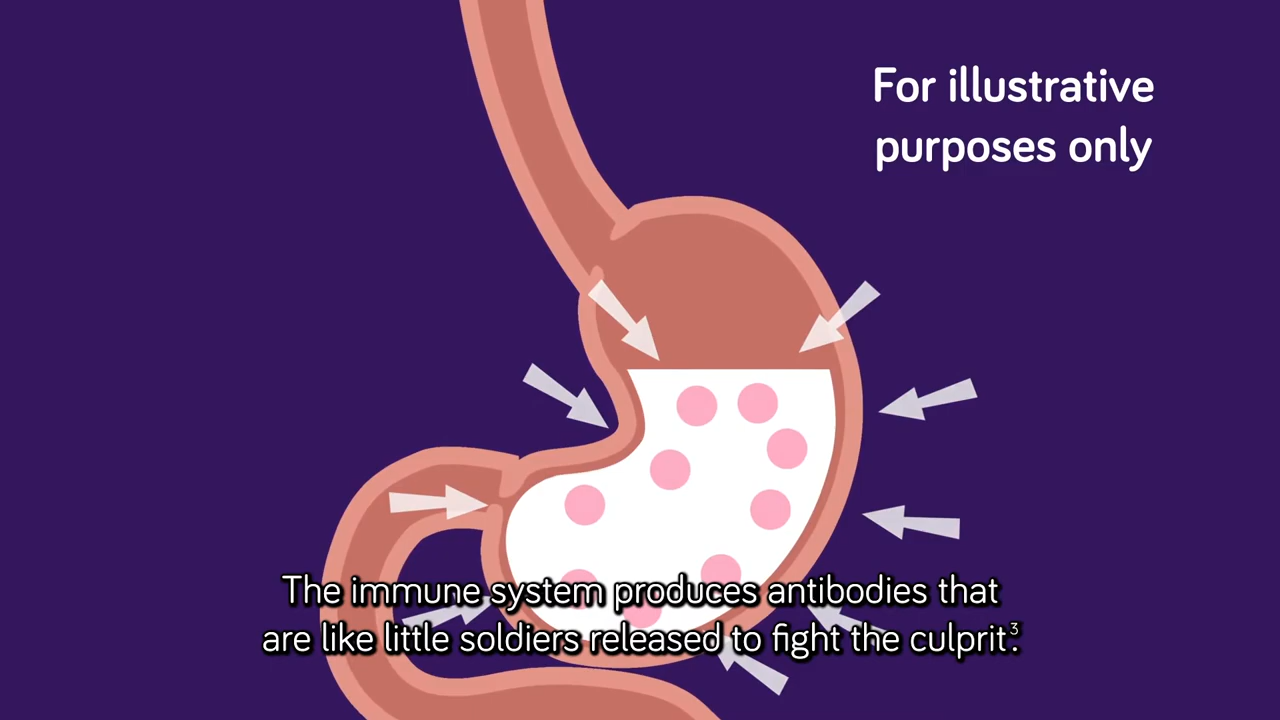 For illustrative
purposes only
The immune system produces antibodies that
are like little soldiers released to fight the culprit³.